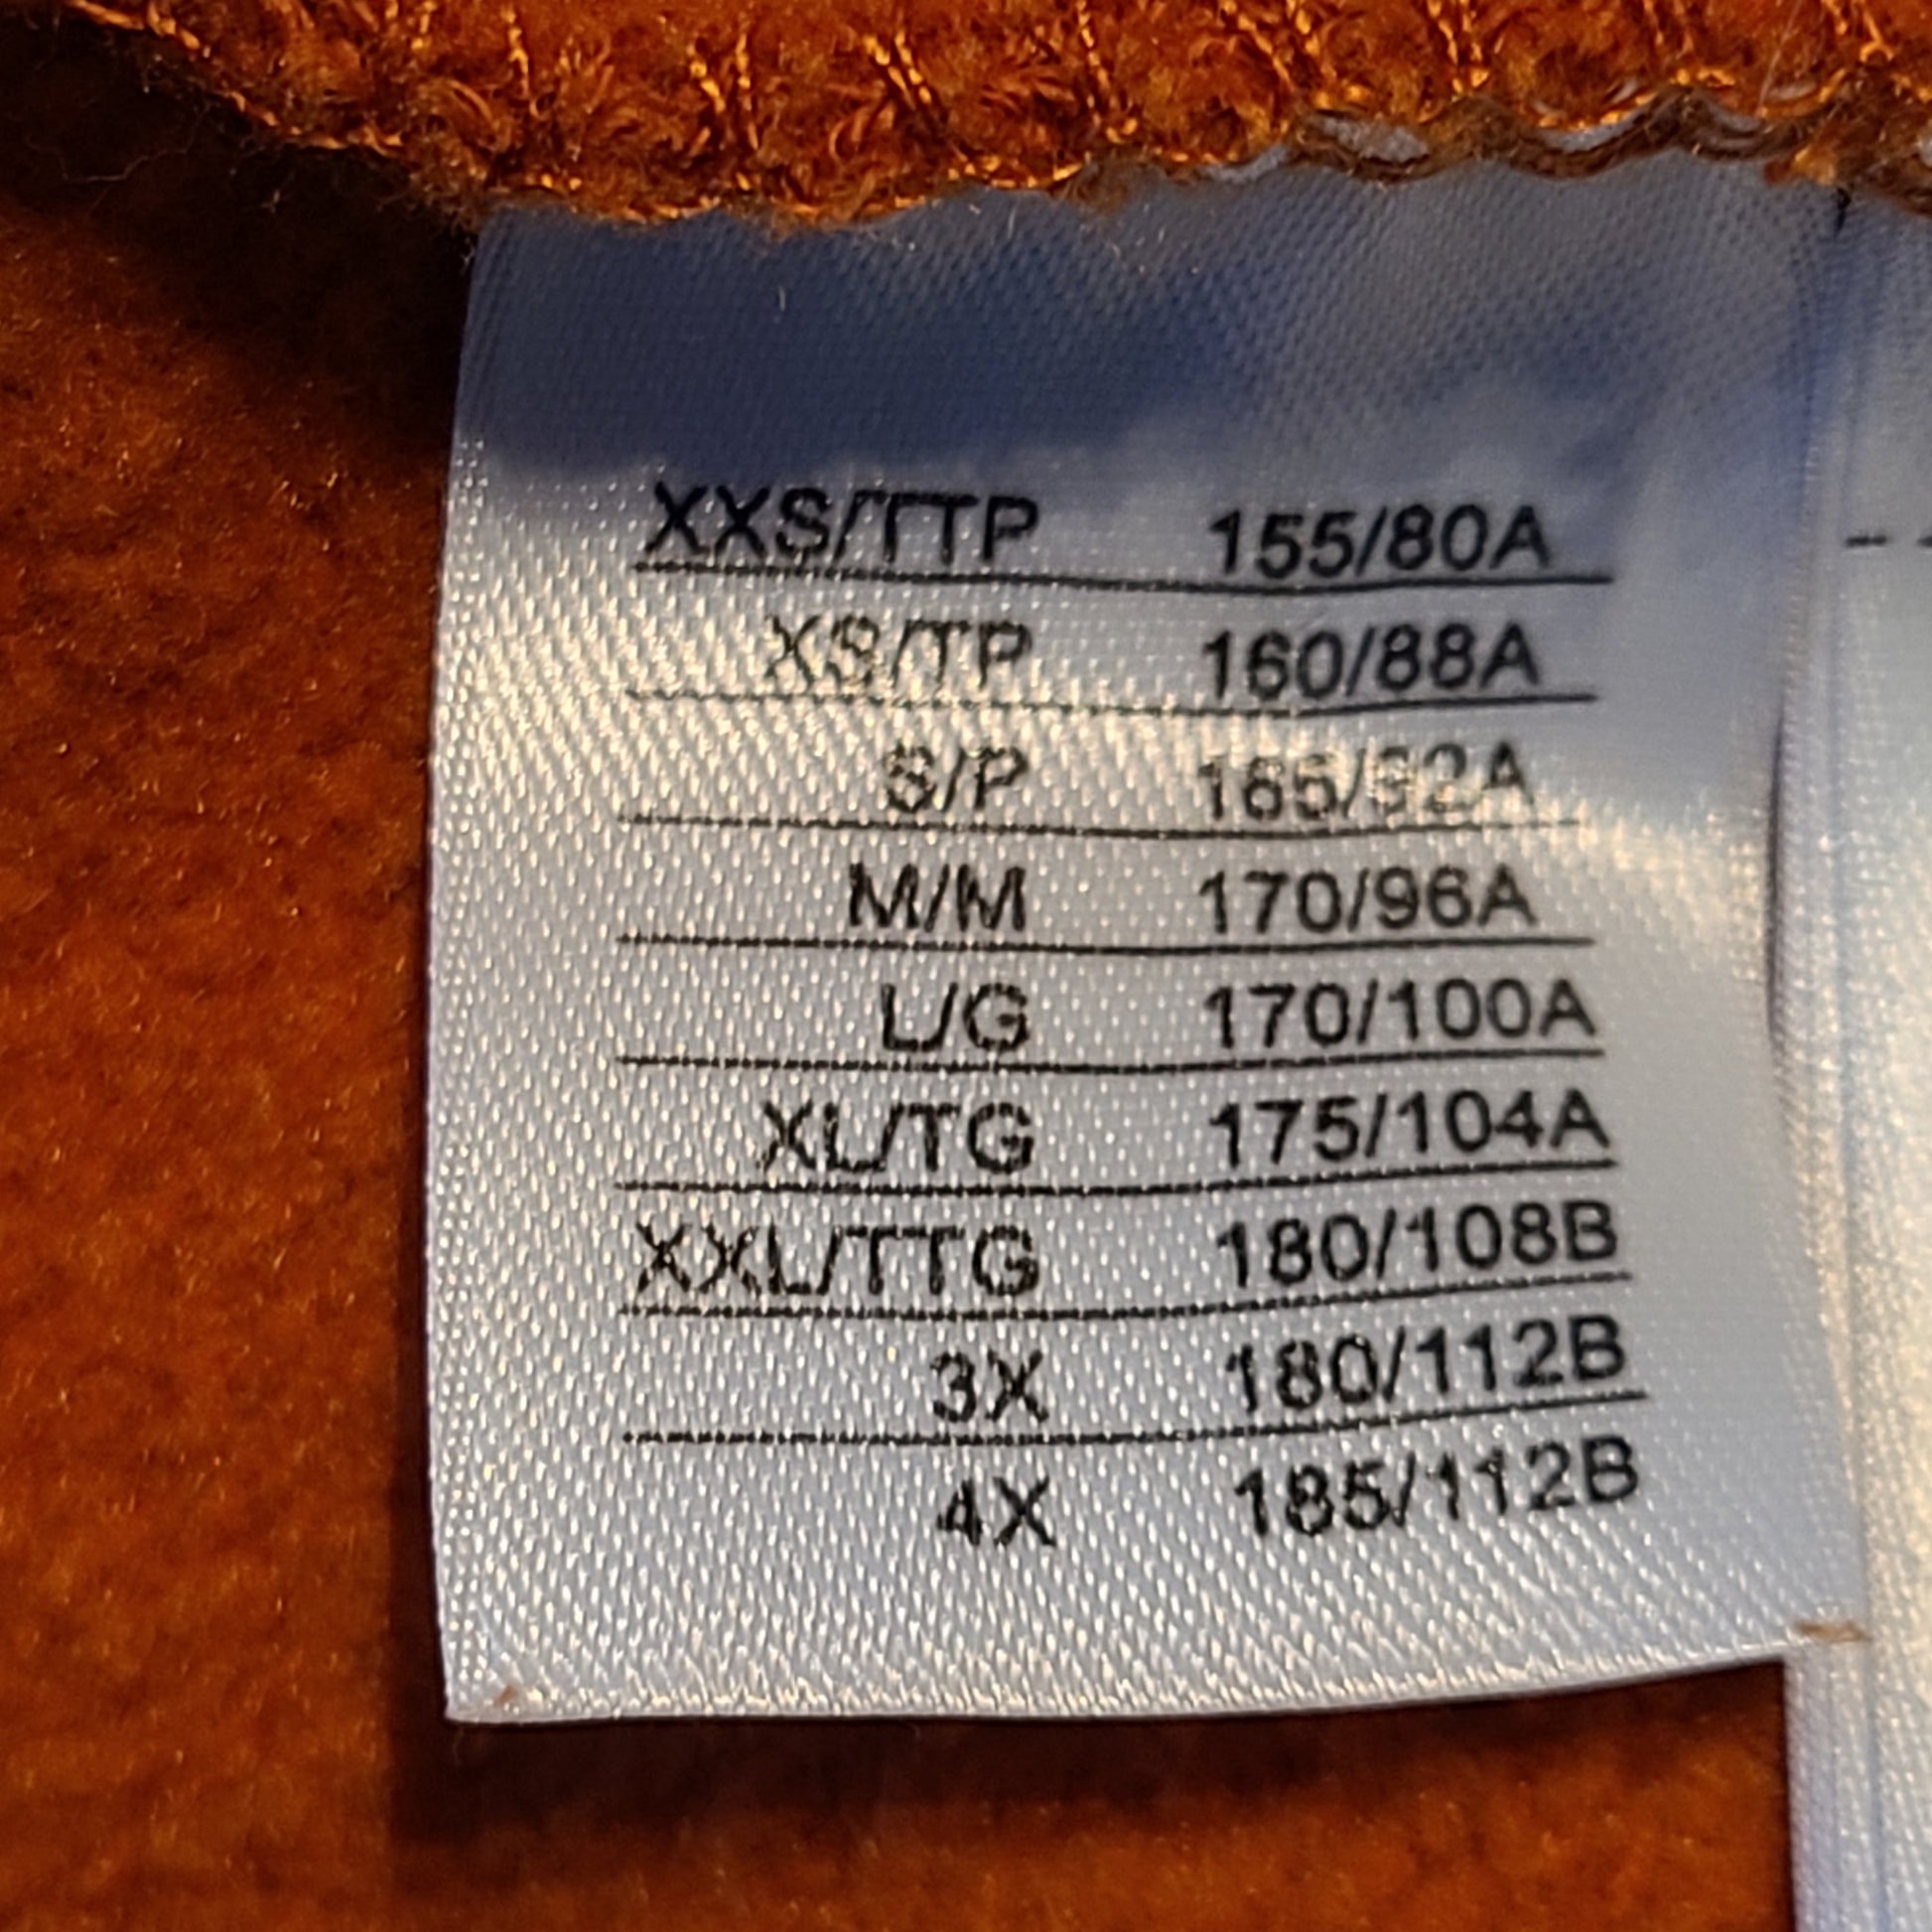 XXS/TTP 155/80A
XS/TP 160/88A
S/P 165/92A
M/M 170/96A
L/G 170/100A
XL/TG 175/104A
XXL/TTG 180/108B
3X 180/112B
4X 185/112B